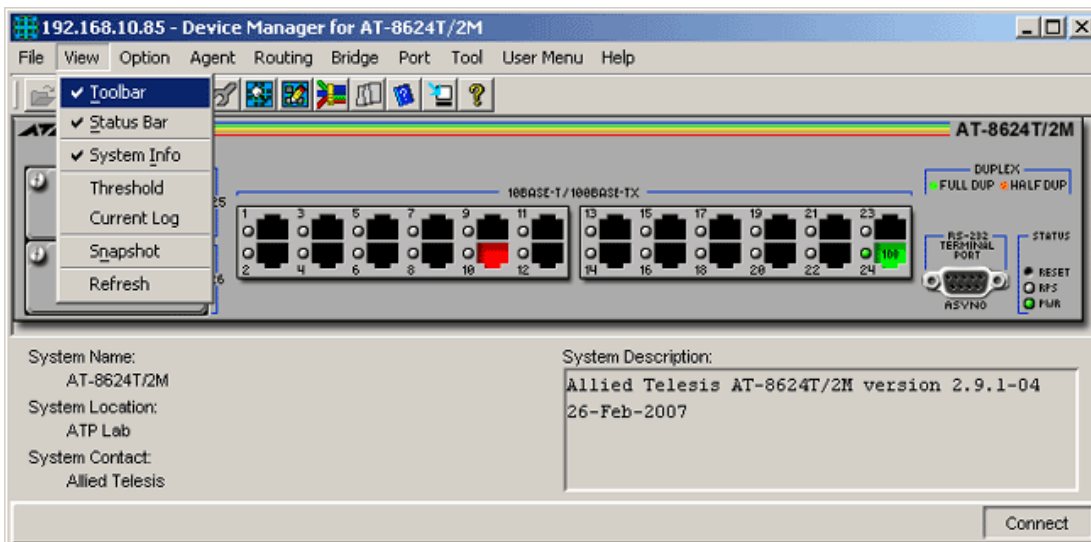 192.168.10.85 - Device Manager for AT-8624T/2M
File View Option Agent Routing Bridge Port Tool User Menu Help
Toolbar
Status Bar
System Info
Threshold
Current Log
Snapshot
Refresh
AT-8624T/2M
DUPLEX
FULL DUP HALF DUP
10BASE-T/100BASE-TX
1 3 5 7 9 11 13 15 17 19 21 23
100
2 4 6 8 10 12 14 16 18 20 22 24
RS-232
TERMINAL
PORT
ASYN0
STATUS
RESET
RPS
PWR
System Name:
AT-8624T/2M
System Location:
ATP Lab
System Contact:
Allied Telesis
System Description:
Allied Telesis AT-8624T/2M version 2.9.1-04
26-Feb-2007
Connect